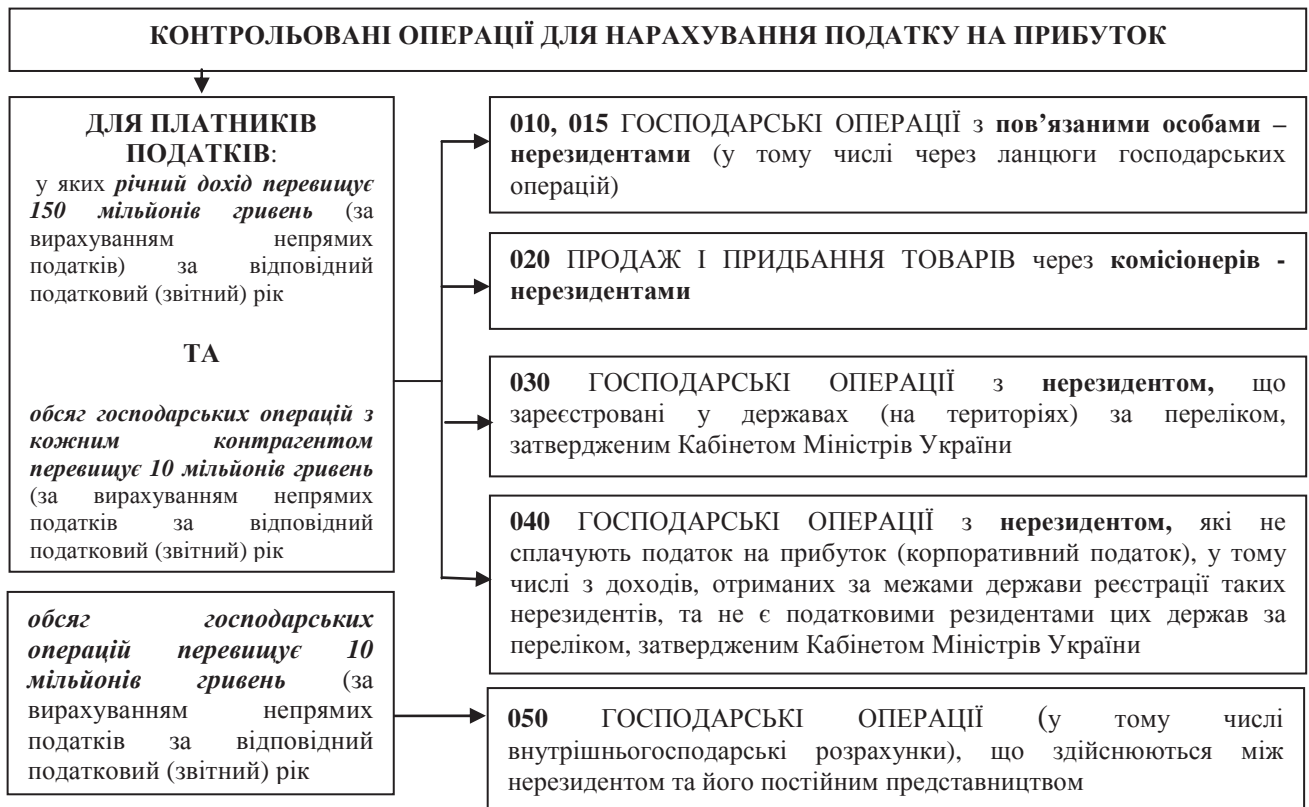 КОНТРОЛЬОВАНІ ОПЕРАЦІЇ ДЛЯ НАРАХУВАННЯ ПОДАТКУ НА ПРИБУТОК
ДЛЯ ПЛАТНИКІВ
ПОДАТКІВ:
у яких річний дохід перевищує
150 мільйонів гривень (за
вирахуванням непрямих
податків) за відповідний
податковий (звітний) рік
ТА
обсяг господарських операцій з
кожним контрагентом
перевищує 10 мільйонів гривень
(за вирахуванням непрямих
податків за відповідний
податковий (звітний) рік
обсяг господарських
операцій перевищує 10
мільйонів гривень (за
вирахуванням непрямих
податків за відповідний
податковий (звітний) рік
010, 015 ГОСПОДАРСЬКІ ОПЕРАЦІЇ з пов’язаними особами –
нерезидентами (у тому числі через ланцюги господарських
операцій)
020 ПРОДАЖ І ПРИДБАННЯ ТОВАРІВ через комісіонерів -
нерезидентами
030 ГОСПОДАРСЬКІ ОПЕРАЦІЇ з нерезидентом, що
зареєстровані у державах (на територіях) за переліком,
затвердженим Кабінетом Міністрів України
040 ГОСПОДАРСЬКІ ОПЕРАЦІЇ з нерезидентом, які не
сплачують податок на прибуток (корпоративний податок), у тому
числі з доходів, отриманих за межами держави реєстрації таких
нерезидентів, та не є податковими резидентами цих держав за
переліком, затвердженим Кабінетом Міністрів України
050 ГОСПОДАРСЬКІ ОПЕРАЦІЇ (у тому числі
внутрішньогосподарські розрахунки), що здійснюються між
нерезидентом та його постійним представництвом